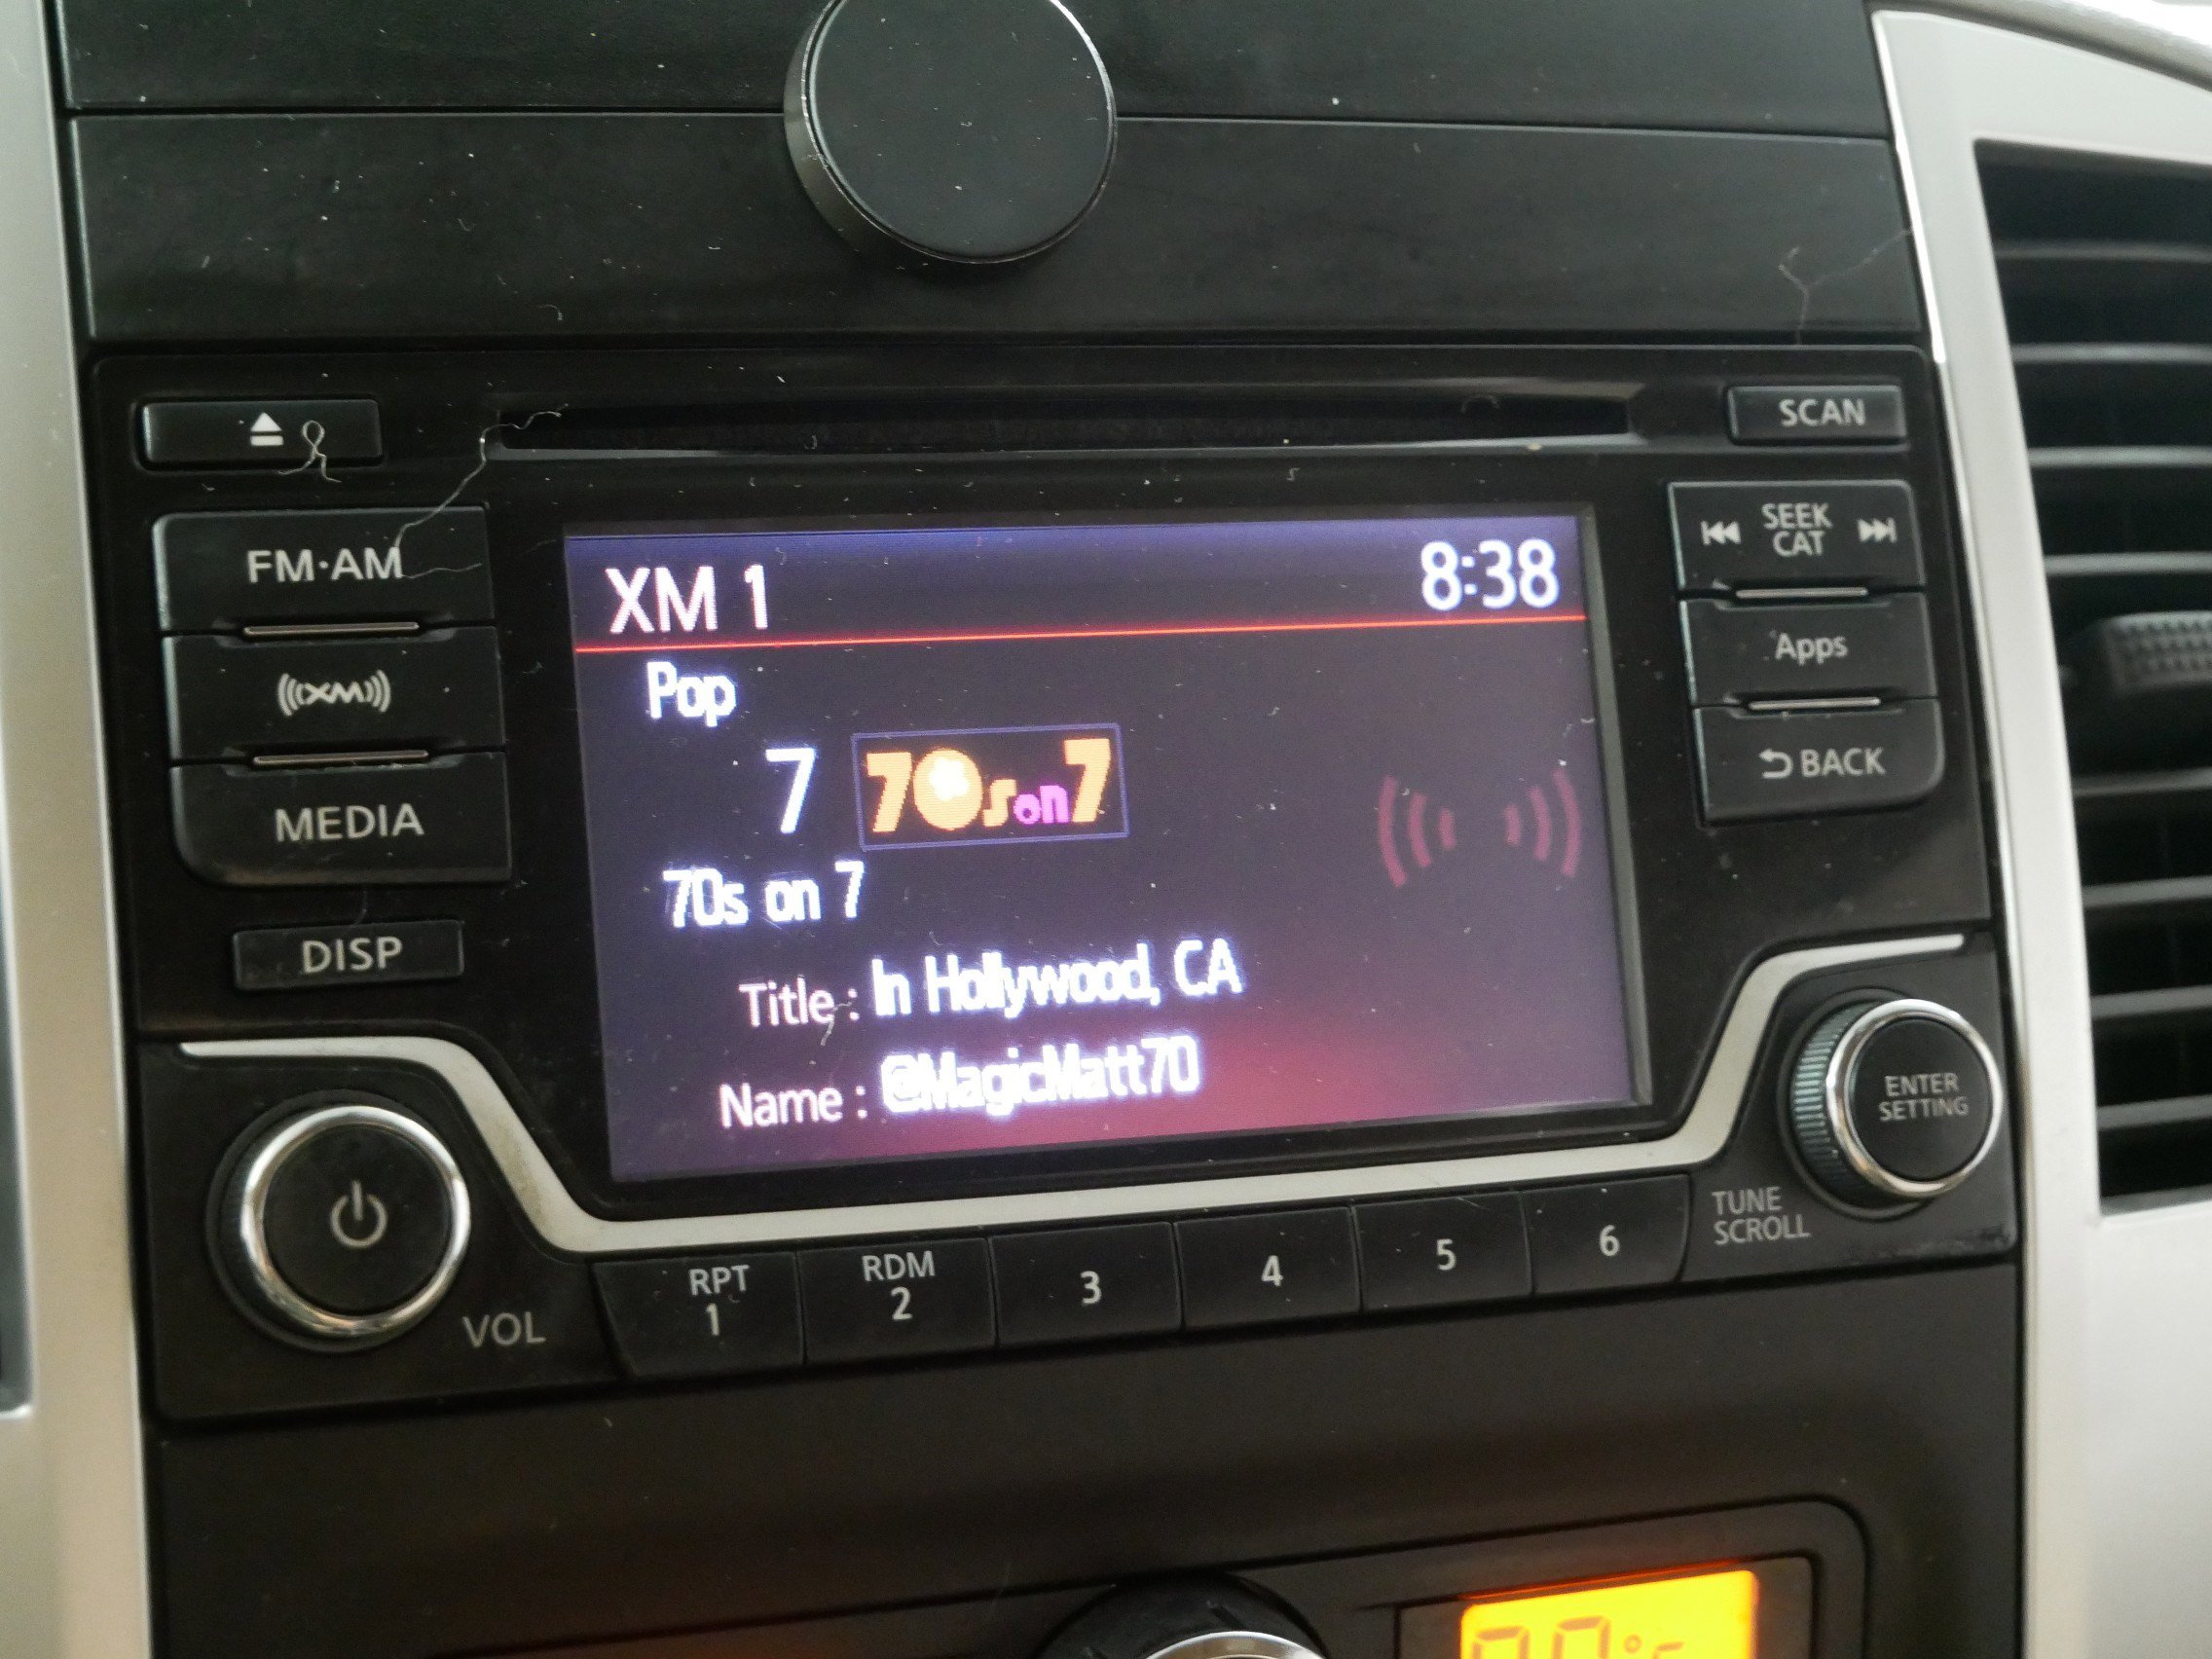 SCAN
FM·AM
SEEK
CAT
XM 1
8:38
Apps
XM
Pop
BACK
7
70s on 7
MEDIA
70s on 7
DISP
Title : In Hollywood, CA
Name : @MagicMatt70
ENTER
SETTING
TUNE
SCROLL
VOL
RPT
1
RDM
2
3
4
5
6